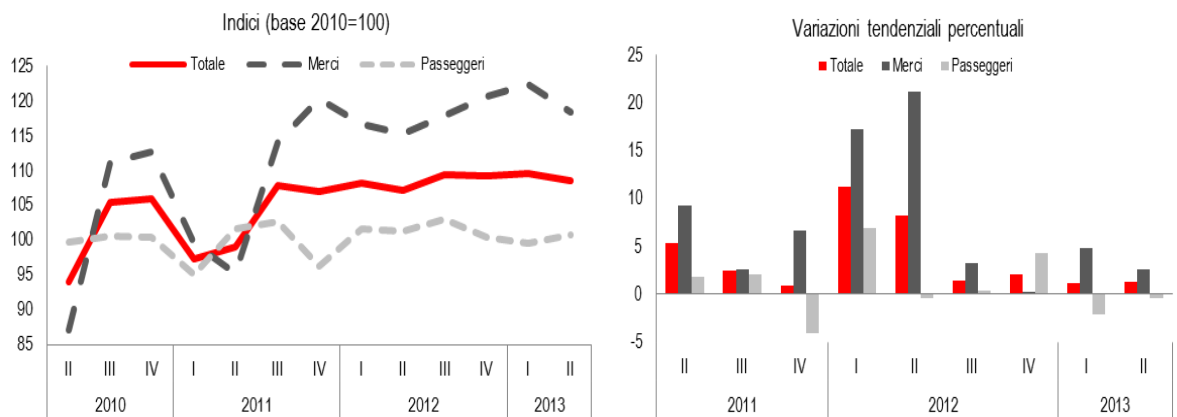 Indici (base 2010=100)
Totale Merci Passeggeri
125
120
115
110
105
100
95
90
85
II III IV I II III IV I II III IV I II
2010 2011 2012 2013
Variazioni tendenziali percentuali
Totale Merci Passeggeri
25
20
15
10
5
0
-5
II III IV I II III IV I II
2011 2012 2013